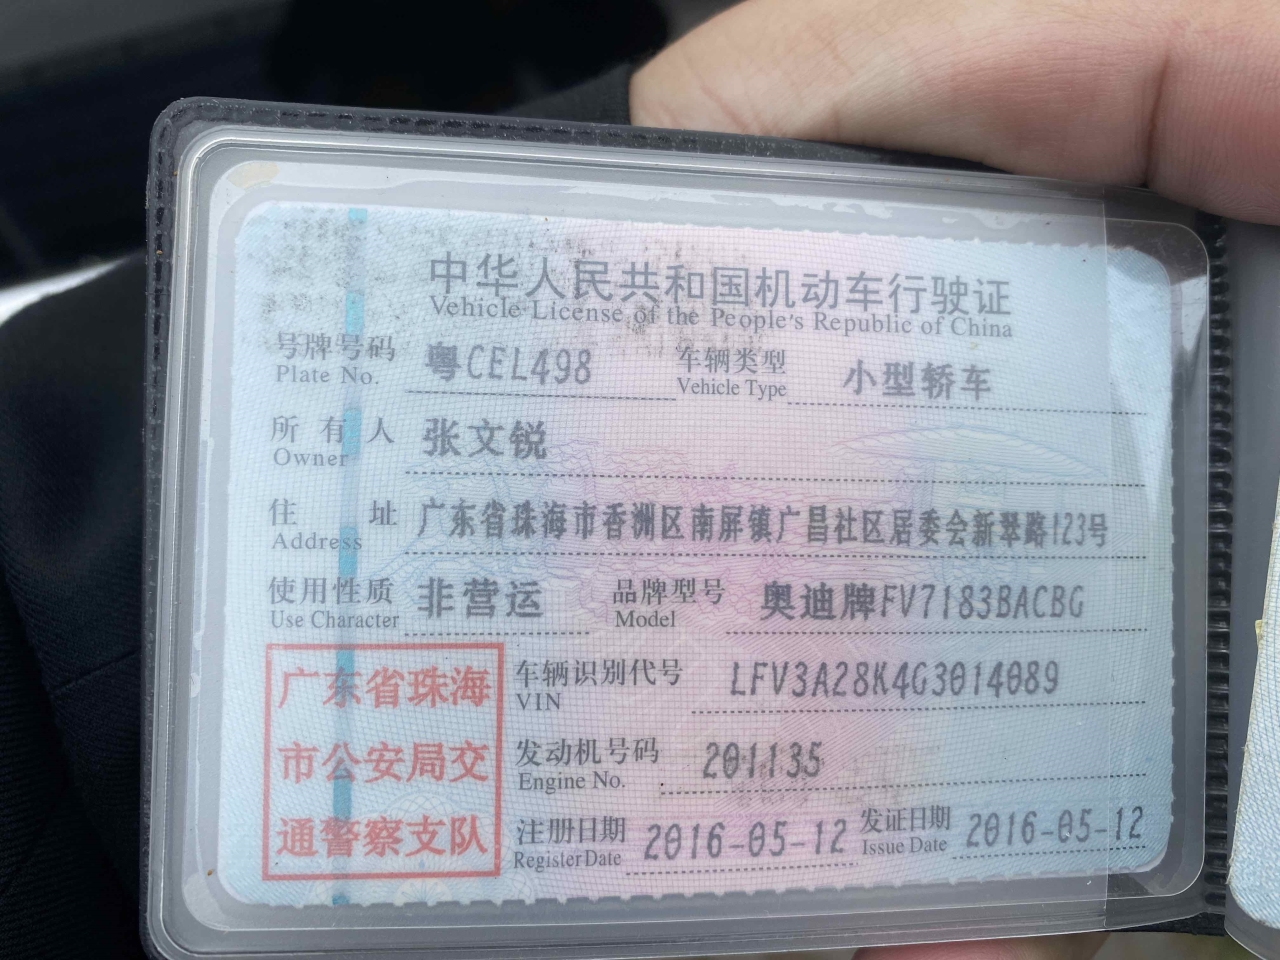 中华人民共和国机动车行驶证
Vehicle License of the People's Republic of China
号牌号码 粤CEL498 车辆类型 小型轿车
Plate No. Vehicle Type
所有人 张文锐
Owner
住址 广东省珠海市香洲区南屏镇广昌社区居委会新翠路123号
Address
使用性质 非营运 品牌型号 奥迪牌FV7183BACBG
Use Character Model
车辆识别代号 LFV3A28K4G3014089
VIN
发动机号码 201135
Engine No.
注册日期 2016-05-12 发证日期 2016-05-12
Register Date Issue Date
广东省珠海
市公安局交
通警察支队